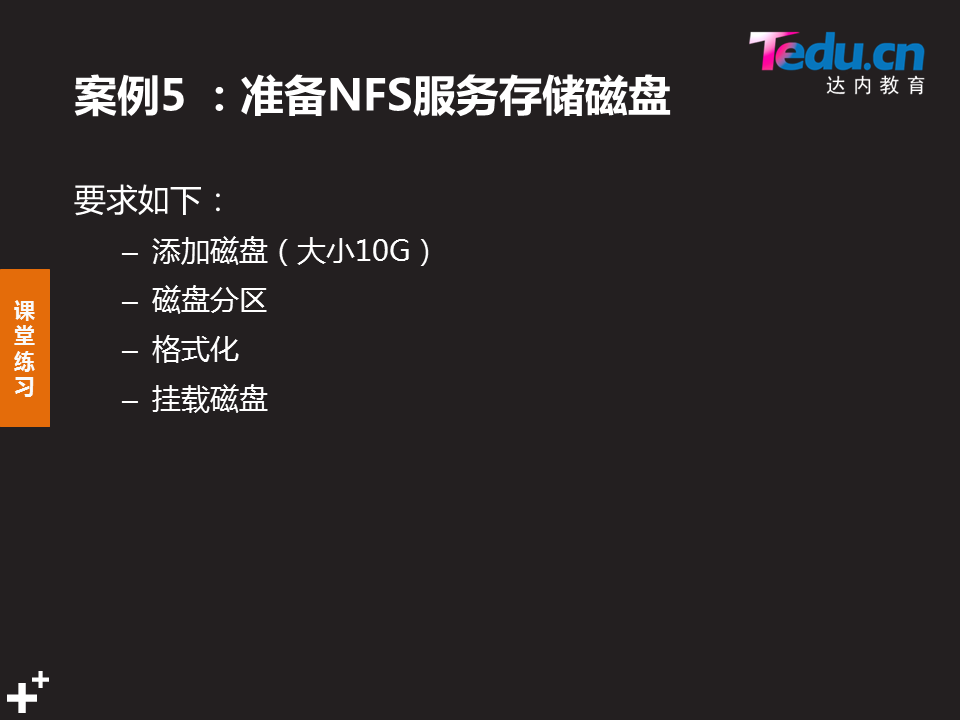 Tedu.cn
达内教育
案例5 ：准备NFS服务存储磁盘
要求如下：
– 添加磁盘（大小10G）
– 磁盘分区
– 格式化
– 挂载磁盘
课
堂
练
习